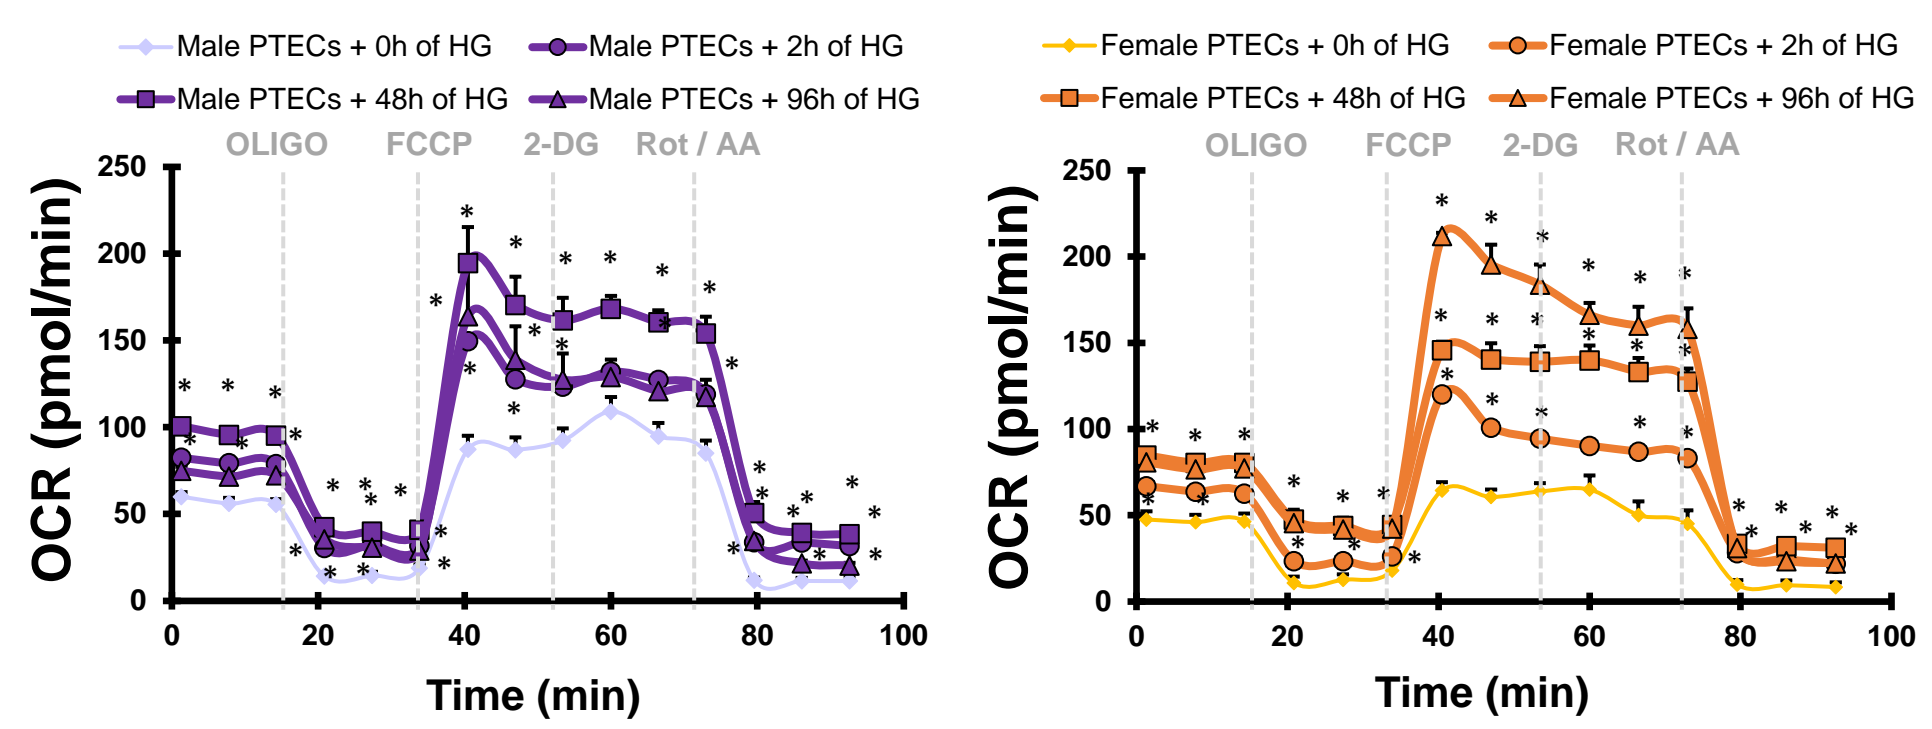 Male PTECs + 0h of HG Male PTECs + 2h of HG
Male PTECs + 48h of HG Male PTECs + 96h of HG
OLIGO FCCP 2-DG Rot / AA
250
200
150
100
50
0
OCR (pmol/min)
0 20 40 60 80 100
Time (min)
Female PTECs + 0h of HG Female PTECs + 2h of HG
Female PTECs + 48h of HG Female PTECs + 96h of HG
OLIGO FCCP 2-DG Rot / AA
250
200
150
100
50
0
OCR (pmol/min)
0 20 40 60 80 100
Time (min)